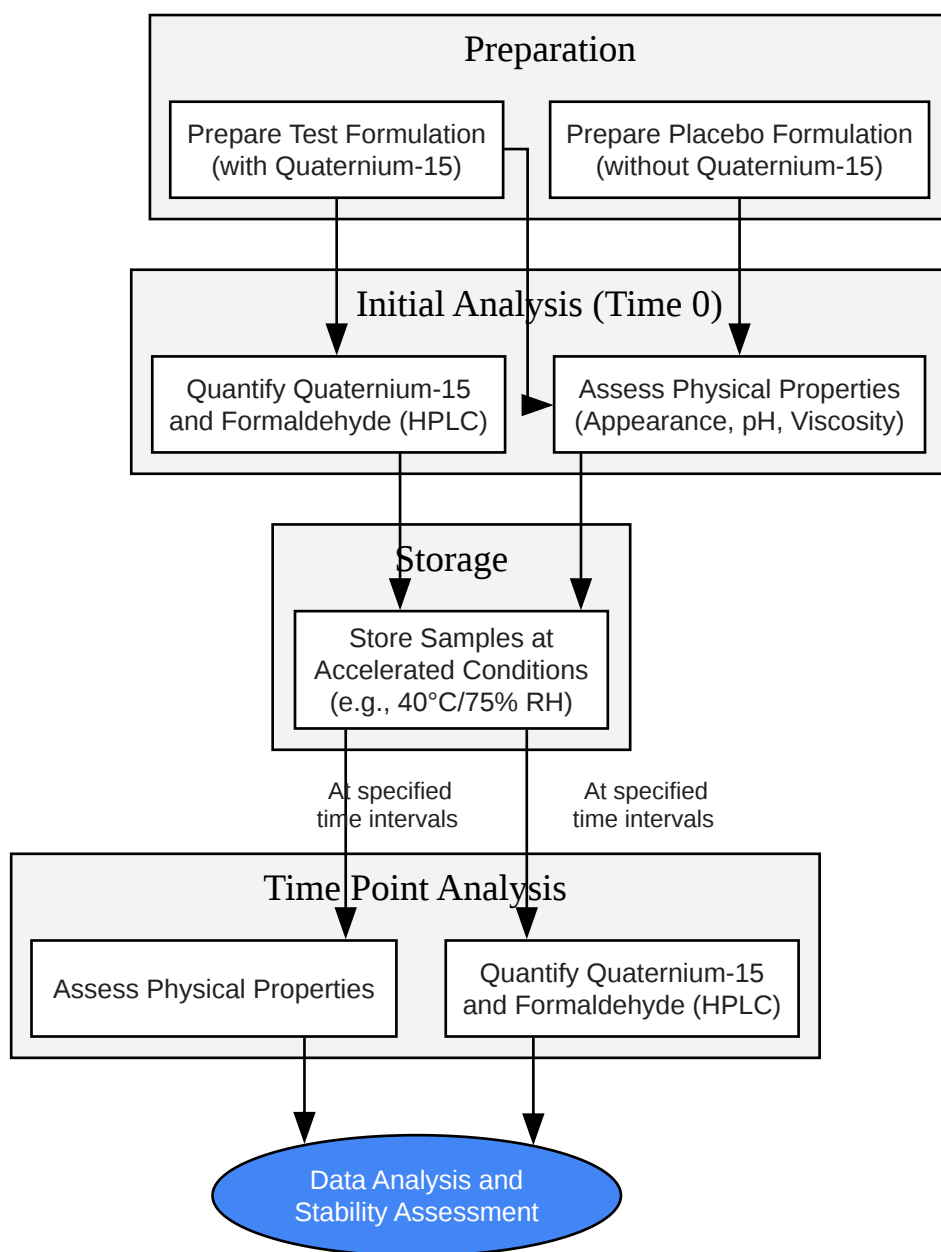 Preparation
Prepare Test Formulation
(with Quaternium-15)
Prepare Placebo Formulation
(without Quaternium-15)
Initial Analysis (Time 0)
Quantify Quaternium-15
and Formaldehyde (HPLC)
Assess Physical Properties
(Appearance, pH, Viscosity)
Storage
Store Samples at
Accelerated Conditions
(e.g., 40°C/75% RH)
At specified
time intervals
At specified
time intervals
Time Point Analysis
Assess Physical Properties
Quantify Quaternium-15
and Formaldehyde (HPLC)
Data Analysis and
Stability Assessment